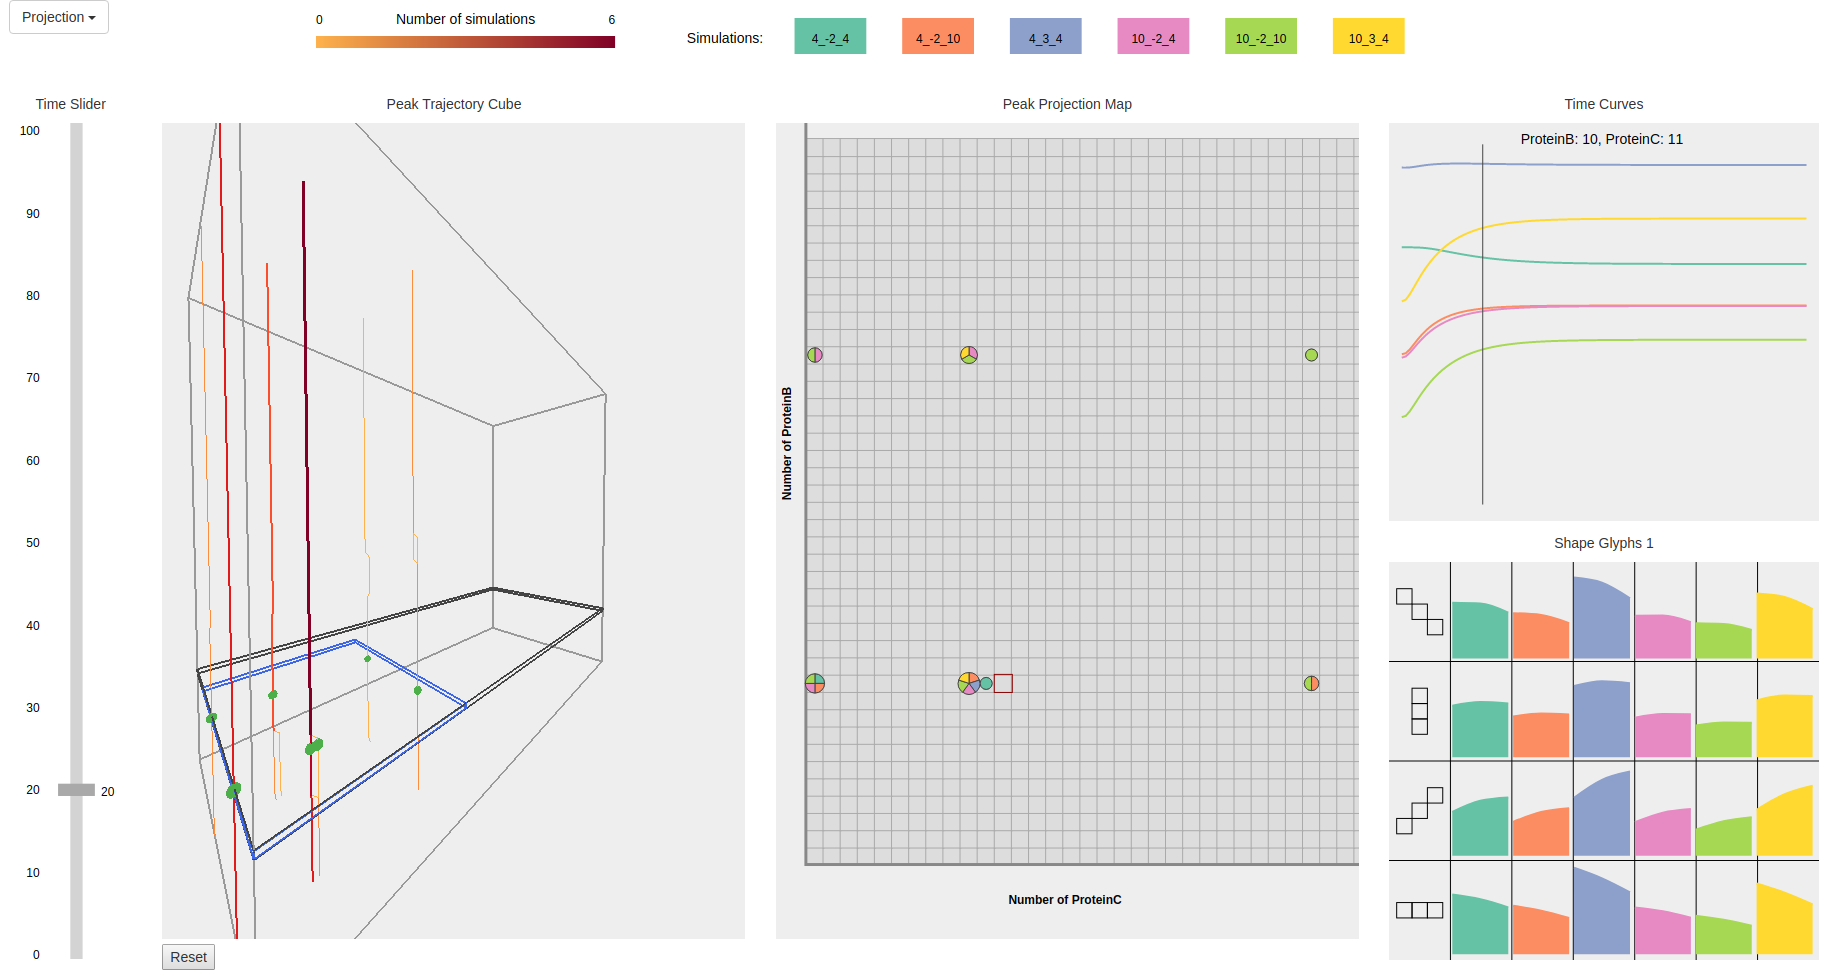 Projection
0 Number of simulations 6
Simulations: 4_-2_4 4_-2_10 4_3_4 10_-2_4 10_-2_10 10_3_4
Time Slider
100
90
80
70
60
50
40
30
20
10
0
20
Peak Trajectory Cube
Reset
Peak Projection Map
Number of ProteinB
Number of ProteinC
Time Curves
ProteinB: 10, ProteinC: 11
Shape Glyphs 1